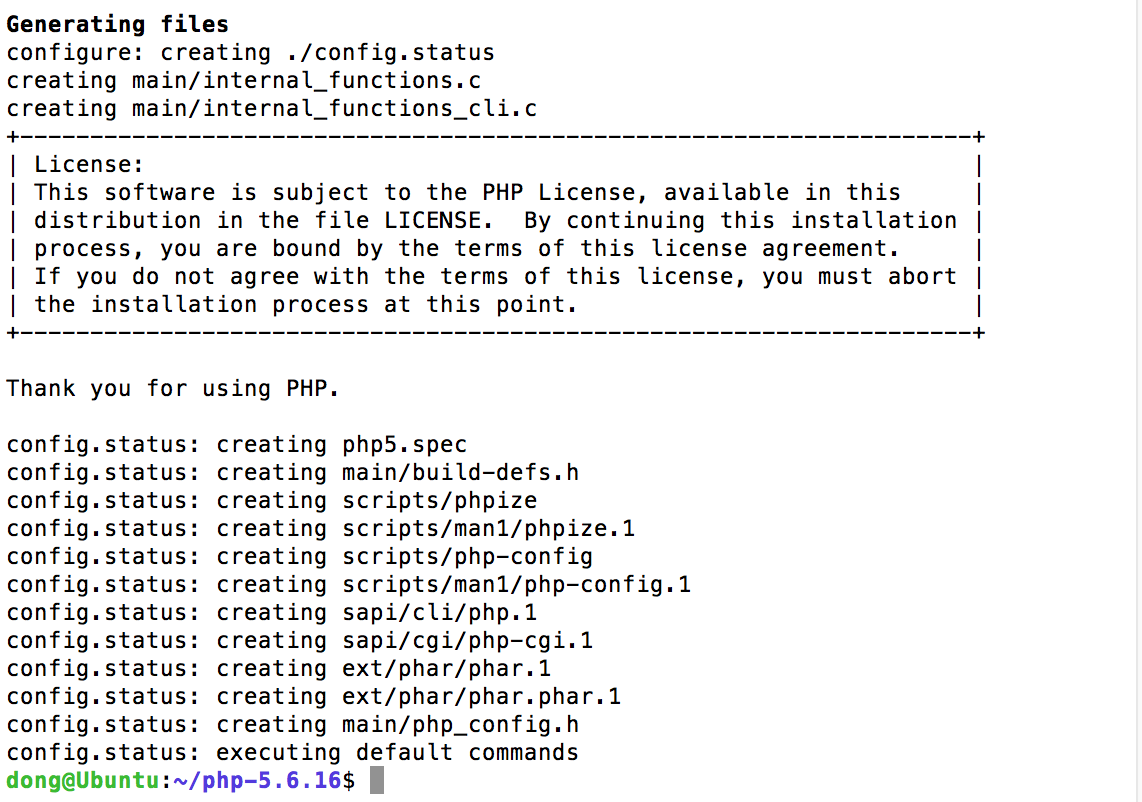 Generating files
configure: creating ./config.status
creating main/internal_functions.c
creating main/internal_functions_cli.c
+--------------------------------------------------------------------+
| License:                                                           |
| This software is subject to the PHP License, available in this     |
| distribution in the file LICENSE.  By continuing this installation |
| process, you are bound by the terms of this license agreement.     |
| If you do not agree with the terms of this license, you must abort |
| the installation process at this point.                            |
+--------------------------------------------------------------------+
Thank you for using PHP.
config.status: creating php5.spec
config.status: creating main/build-defs.h
config.status: creating scripts/phpize
config.status: creating scripts/man1/phpize.1
config.status: creating scripts/php-config
config.status: creating scripts/man1/php-config.1
config.status: creating sapi/cli/php.1
config.status: creating sapi/cgi/php-cgi.1
config.status: creating ext/phar/phar.1
config.status: creating ext/phar/phar.phar.1
config.status: creating main/php_config.h
config.status: executing default commands
dong@Ubuntu:~/php-5.6.16$